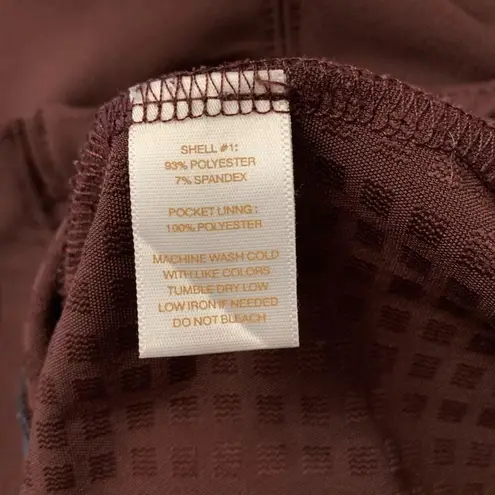 SHELL #1:
93% POLYESTER
7% SPANDEX
POCKET LINNG:
100% POLYESTER
MACHINE WASH COLD
WITH LIKE COLORS
TUMBLE DRY LOW
LOW IRON IF NEEDED
DO NOT BLEACH